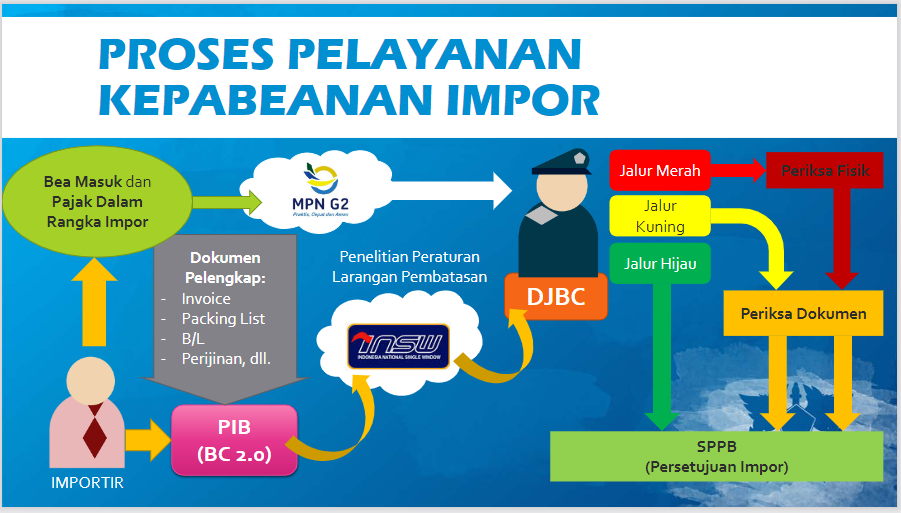 PROSES PELAYANAN
KEPABEANAN IMPOR
Bea Masuk dan
Pajak Dalam
Rangka Impor
MPN G2
Praktis, Cepat dan Aman
Dokumen
Pelengkap:
- Invoice
- Packing List
- B/L
- Perijinan, dll.
Penelitian Peraturan
Larangan Pembatasan
INSW
INDONESIA NATIONAL SINGLE WINDOW
DJBC
Jalur Merah
Jalur
Kuning
Jalur Hijau
Periksa Fisik
Periksa Dokumen
IMPORTIR
PIB
(BC 2.0)
SPPB
(Persetujuan Impor)